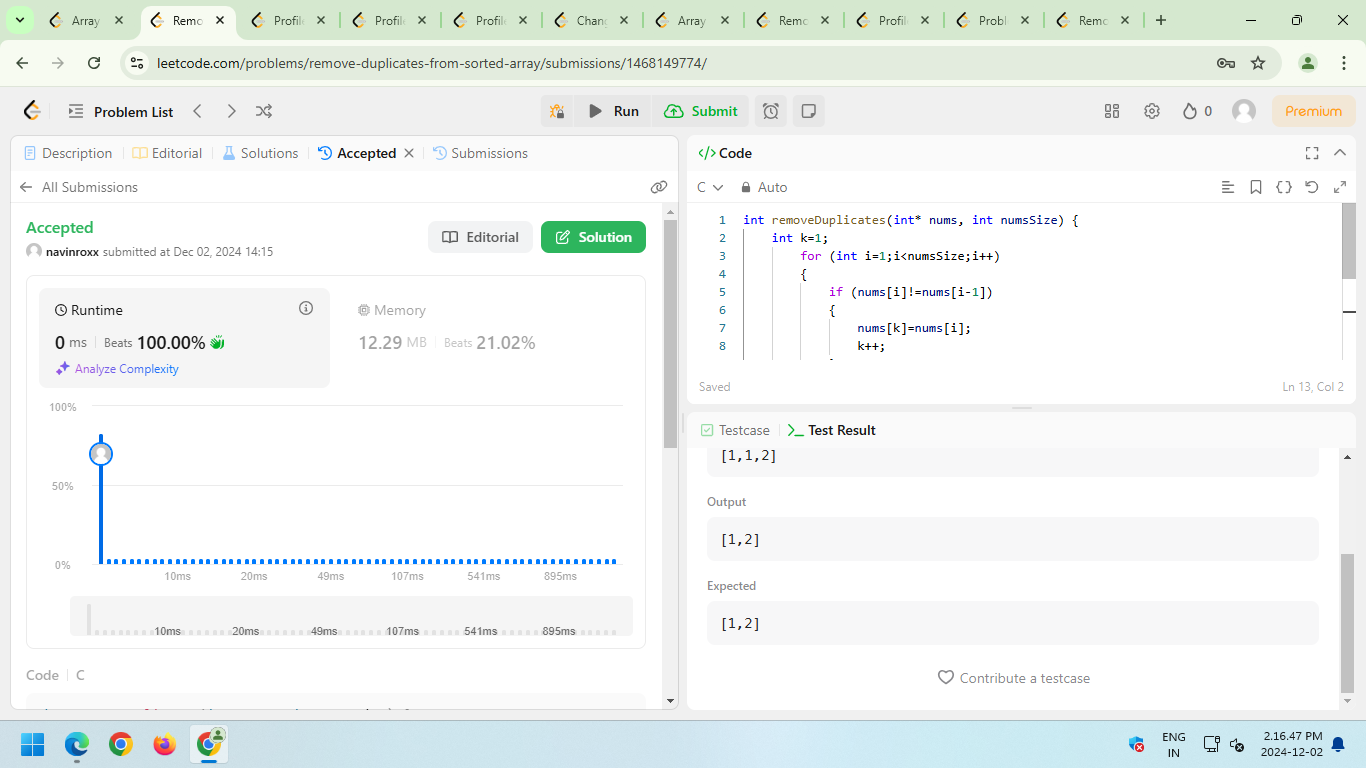 Array
Remo
Profile
Profile
Profile
Chang
Array
Remo
Profile
Probl
Remo
leetcode.com/problems/remove-duplicates-from-sorted-array/submissions/1468149774/
Problem List
Run
Submit
0
Premium
Description
Editorial
Solutions
Accepted
Submissions
All Submissions
Accepted
navinroxx submitted at Dec 02, 2024 14:15
Editorial
Solution
Runtime
0 ms
Beats 100.00%
Analyze Complexity
Memory
12.29 MB
Beats 21.02%
100%
50%
0%
10ms 20ms 49ms 107ms 541ms 895ms
10ms 20ms 49ms 107ms 541ms 895ms
Code
C
</> Code
C
Auto
1 int removeDuplicates(int* nums, int numsSize) {
2 int k=1;
3 for (int i=1;i<numsSize;i++)
4 {
5 if (nums[i]!=nums[i-1])
6 {
7 nums[k]=nums[i];
8 k++;
Saved
Ln 13, Col 2
Testcase
Test Result
[1,1,2]
Output
[1,2]
Expected
[1,2]
Contribute a testcase
ENG
IN
2.16.47 PM
2024-12-02